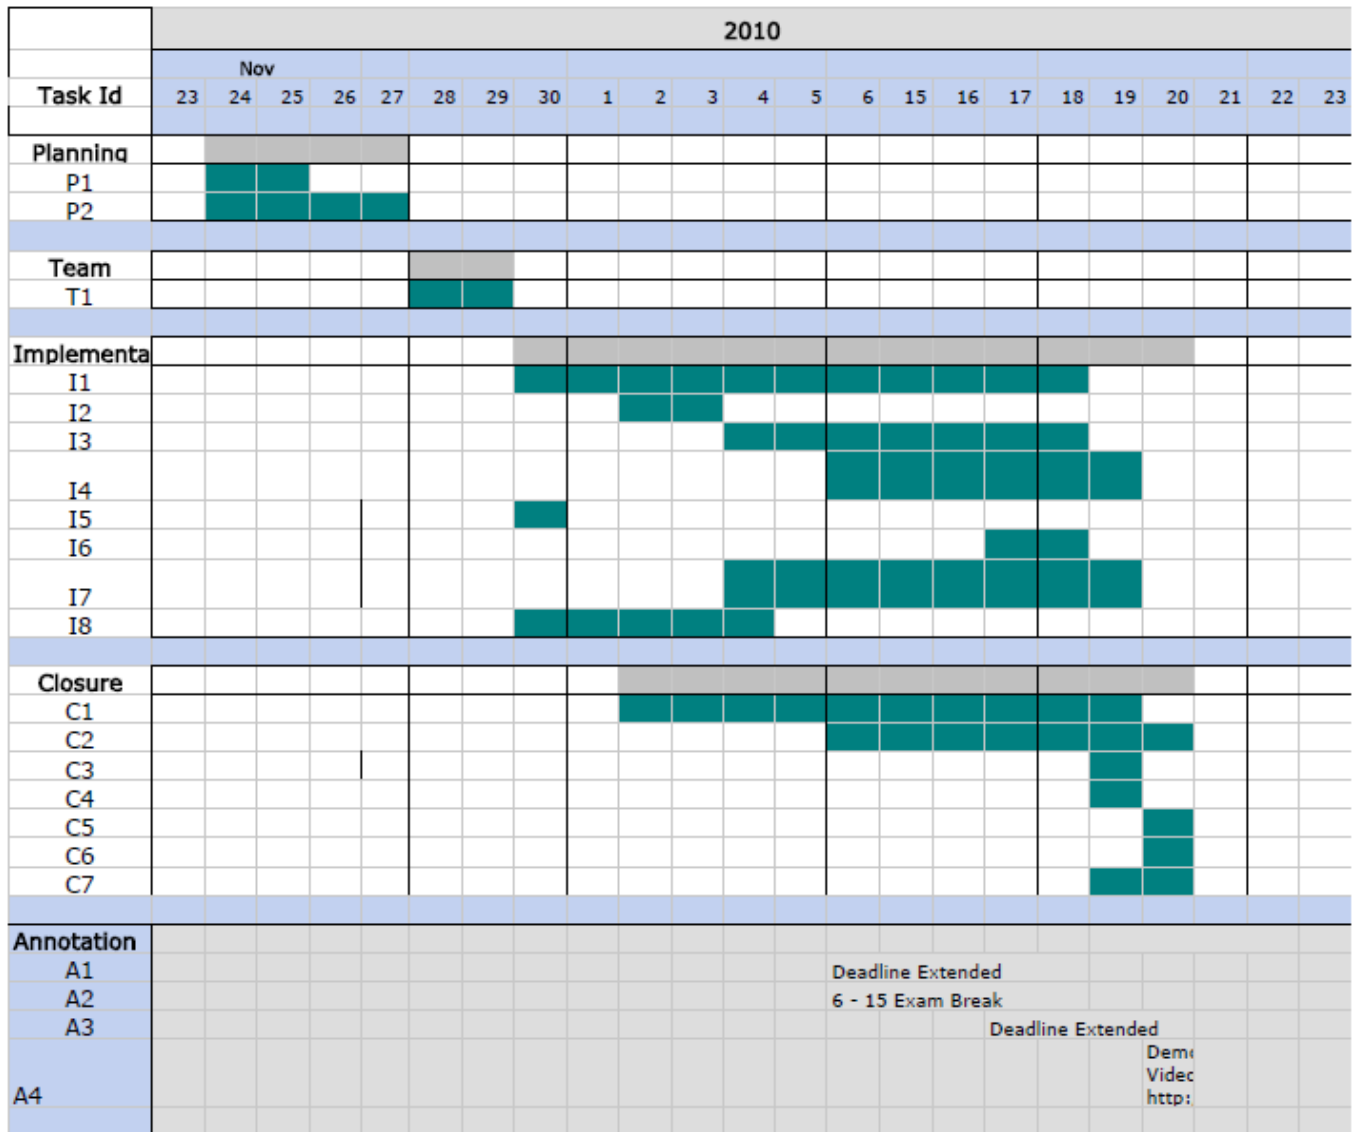 2010
Nov
Task Id 23 24 25 26 27 28 29 30 1 2 3 4 5 6 15 16 17 18 19 20 21 22 23
Planning
P1
P2
Team
T1
Implementa
I1
I2
I3
I4
I5
I6
I7
I8
Closure
C1
C2
C3
C4
C5
C6
C7
Annotation
A1 Deadline Extended
A2 6 - 15 Exam Break
A3 Deadline Extended
Dem
Video
A4 http: